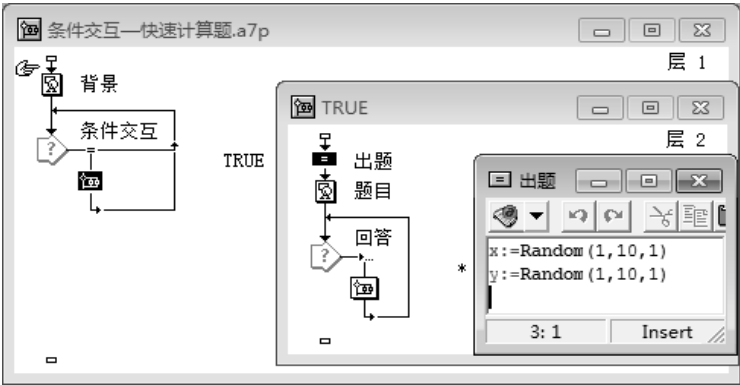 条件交互—快速计算题.a7p
层 1
背景
条件交互
TRUE
TRUE
层 2
出题
题目
回答
*
出题
x:=Random(1,10,1)
y:=Random(1,10,1)
3:1
Insert